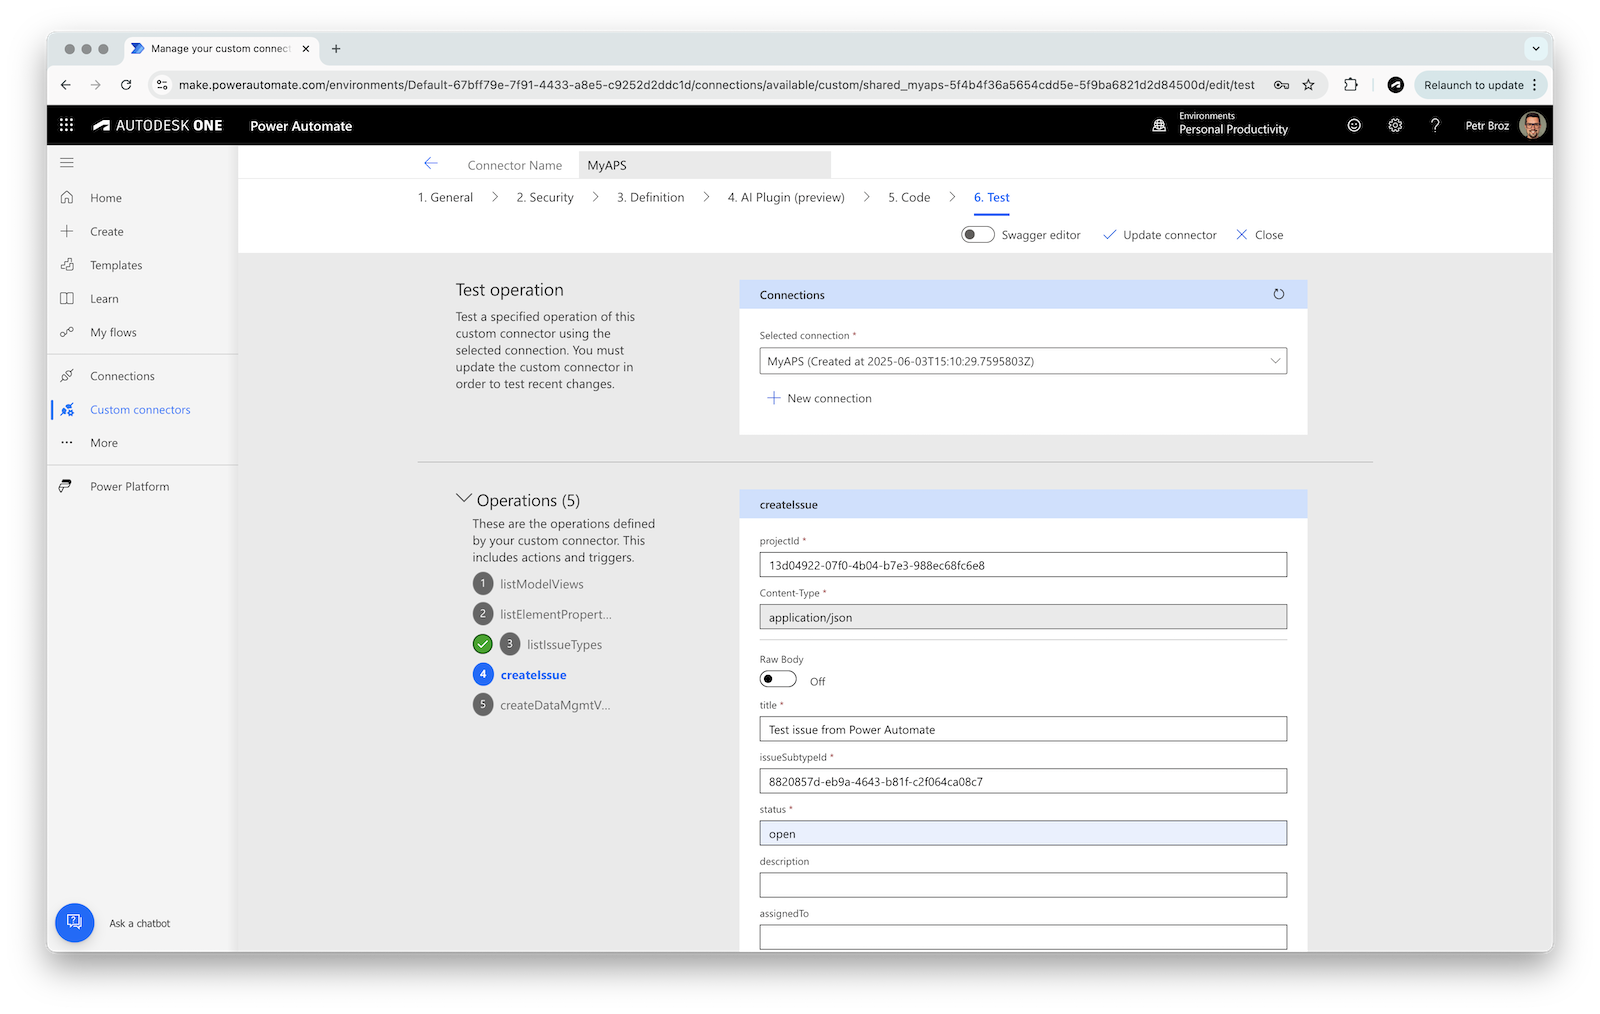 Manage your custom connect
make.powerautomate.com/environments/Default-67bff79e-7f91-4433-a8e5-c9252d2ddc1d/connections/available/custom/shared_myaps-5f4b4f36a5654cdd5e-5f9ba6821d2d84500d/edit/test
Relaunch to update
AUTODESK ONE
Power Automate
Environments
Personal Productivity
?
Petr Broz
Home
Create
Templates
Learn
My flows
Connections
Custom connectors
More
Power Platform
Ask a chatbot
Connector Name
MyAPS
1. General
2. Security
3. Definition
4. AI Plugin (preview)
5. Code
6. Test
Swagger editor
Update connector
Close
Test operation
Test a specified operation of this
custom connector using the
selected connection. You must
update the custom connector in
order to test recent changes.
Connections
Selected connection *
MyAPS (Created at 2025-06-03T15:10:29.7595803Z)
New connection
Operations (5)
These are the operations defined
by your custom connector. This
includes actions and triggers.
1 listModelViews
2 listElementPropert...
3 listIssueTypes
4 createIssue
5 createDataMgmtV...
createIssue
projectId *
13d04922-07f0-4b04-b7e3-988ec68fc6e8
Content-Type *
application/json
Raw Body
Off
title *
Test issue from Power Automate
issueSubtypeId *
8820857d-eb9a-4643-b81f-c2f064ca08c7
status *
open
description
assignedTo